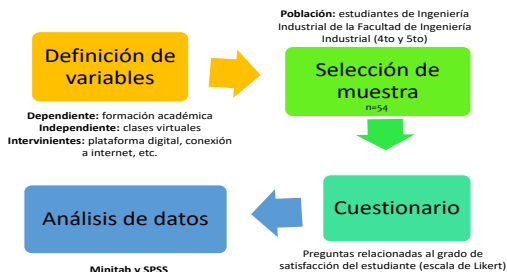 Definición de
variables
Dependiente: formación académica
Independiente: clases virtuales
Intervinientes: plataforma digital, conexión
a internet, etc.
Población: estudiantes de Ingeniería
Industrial de la Facultad de Ingeniería
Industrial (4to y 5to)
Selección de
muestra
n=54
Cuestionario
Preguntas relacionadas al grado de
satisfacción del estudiante (escala de Likert)
Análisis de datos
Minitab y SPSS